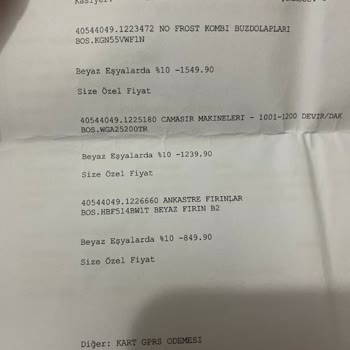 40544049.1223472 NO FROST KOMBI BUZDOLAPLARI
BOS.KGN55VWF1N
Beyaz Eşyalarda %10 -1549.90
Size Özel Fiyat
40544049.1225180 CAMASIR MAKINELERI - 1001-1200 DEVIR/DAK
BOS.WGA25200TR
Beyaz Eşyalarda %10 -1239.90
Size Özel Fiyat
40544049.1226660 ANKASTRE FIRINLAR
BOS.HBF514BW1T BEYAZ FIRIN B2
Beyaz Eşyalarda %10 -849.90
Size Özel Fiyat
Diğer: KART GPRS ODEMESI